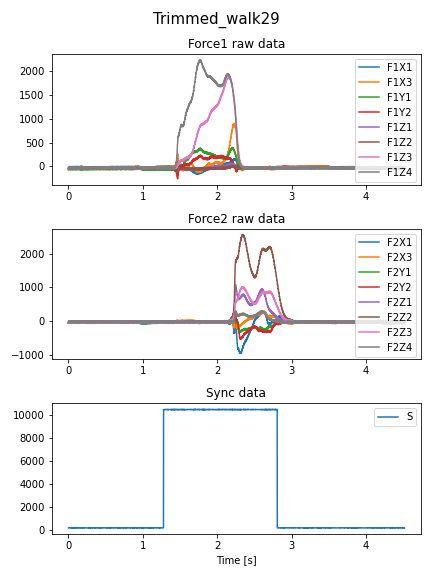 Trimmed_walk29
Force1 raw data
2000
1500
1000
500
0
0 1 2 3 4
F1X1
F1X3
F1Y1
F1Y2
F1Z1
F1Z2
F1Z3
F1Z4
Force2 raw data
2000
1000
0
−1000
0 1 2 3 4
F2X1
F2X3
F2Y1
F2Y2
F2Z1
F2Z2
F2Z3
F2Z4
Sync data
10000
8000
6000
4000
2000
0
0 1 2 3 4
S
Time [s]